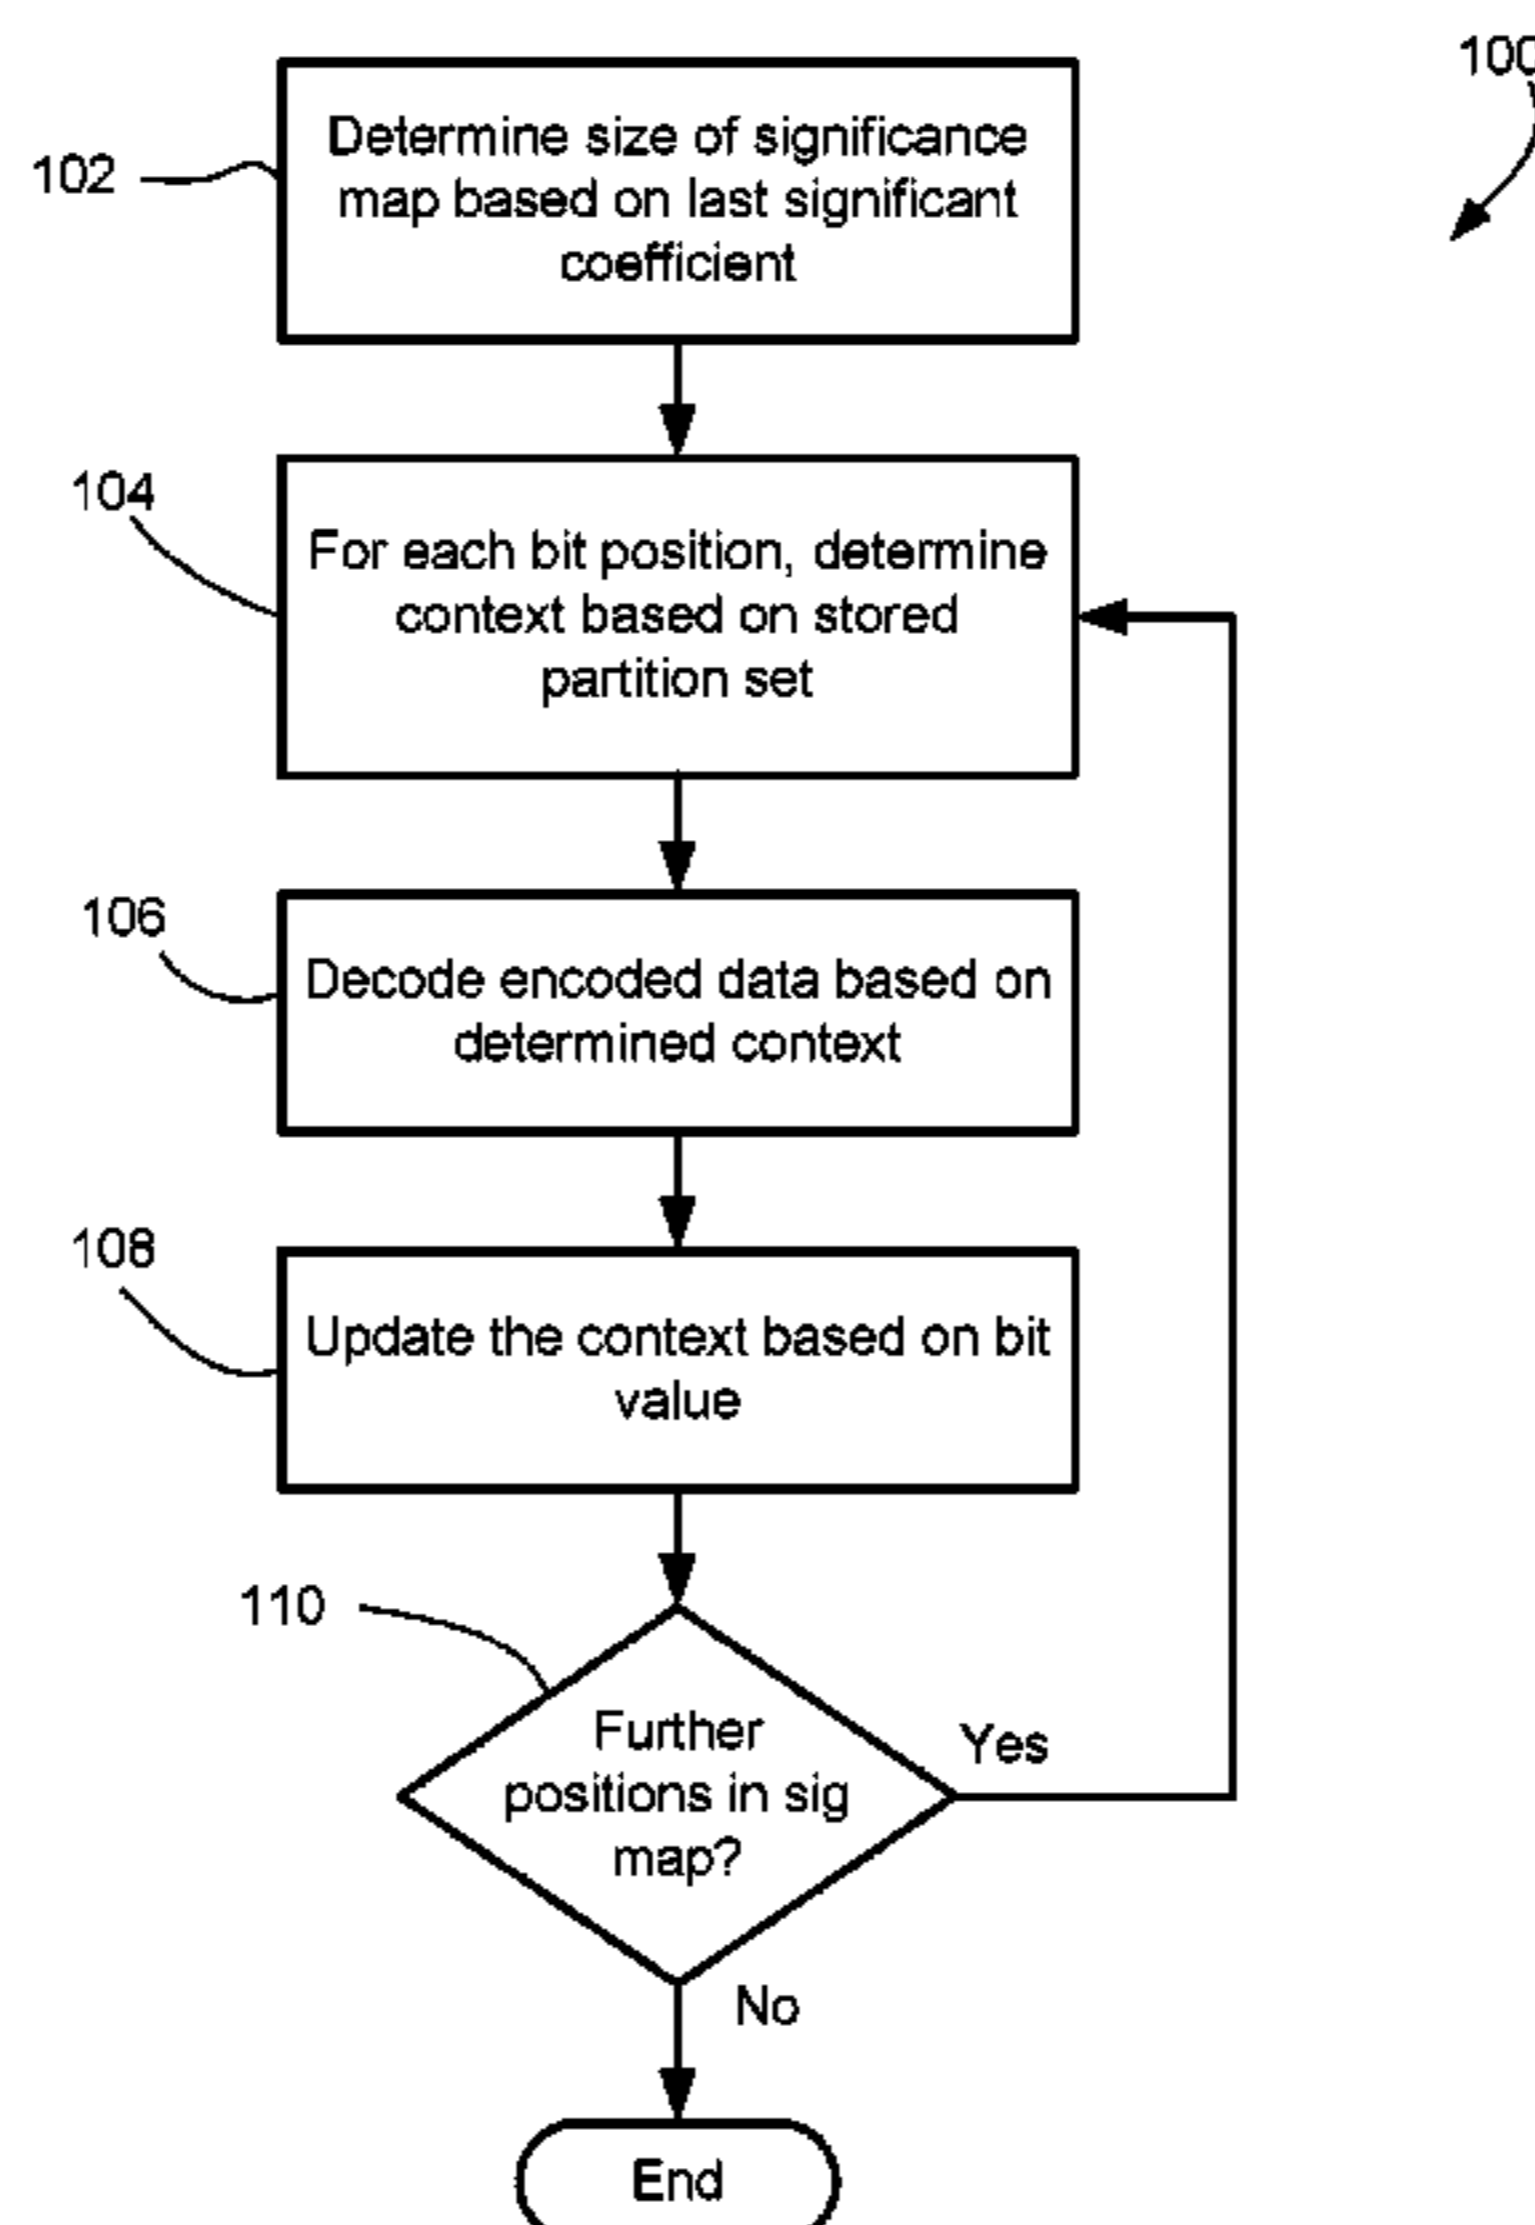 100
102
Determine size of significance
map based on last significant
coefficient
104
For each bit position, determine
context based on stored
partition set
106
Decode encoded data based on
determined context
108
Update the context based on bit
value
110
Further
positions in sig
map?
Yes
No
End